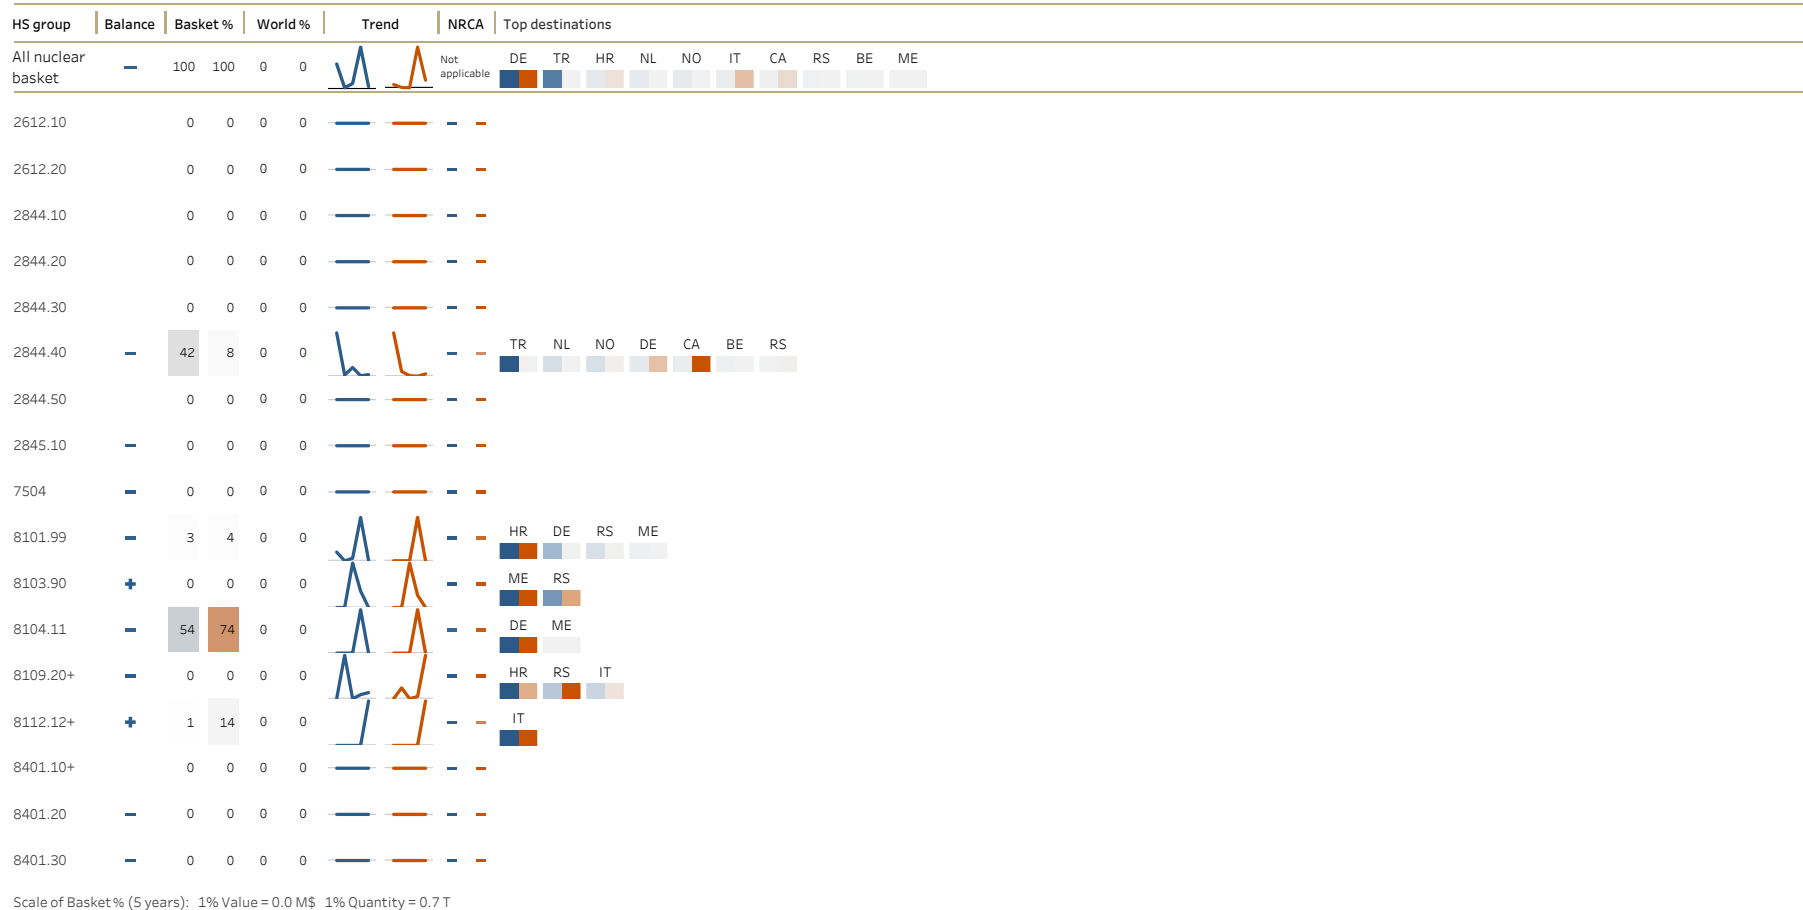 HS group Balance Basket % World % Trend NRCA Top destinations
All nuclear basket 100 100 0 0 Not applicable DE TR HR NL NO IT CA RS BE ME
2612.10 0 0 0 0
2612.20 0 0 0 0
2844.10 0 0 0 0
2844.20 0 0 0 0
2844.30 0 0 0 0
2844.40 42 8 0 0 TR NL NO DE CA BE RS
2844.50 0 0 0 0
2845.10 0 0 0 0
7504 0 0 0 0
8101.99 3 4 0 0 HR DE RS ME
8103.90 0 0 0 0 ME RS
8104.11 54 74 0 0 DE ME
8109.20+ 0 0 0 0 HR RS IT
8112.12+ 1 14 0 0 IT
8401.10+ 0 0 0 0
8401.20 0 0 0 0
8401.30 0 0 0 0
Scale of Basket% (5 years): 1% Value = 0.0 M$ 1% Quantity = 0.7 T